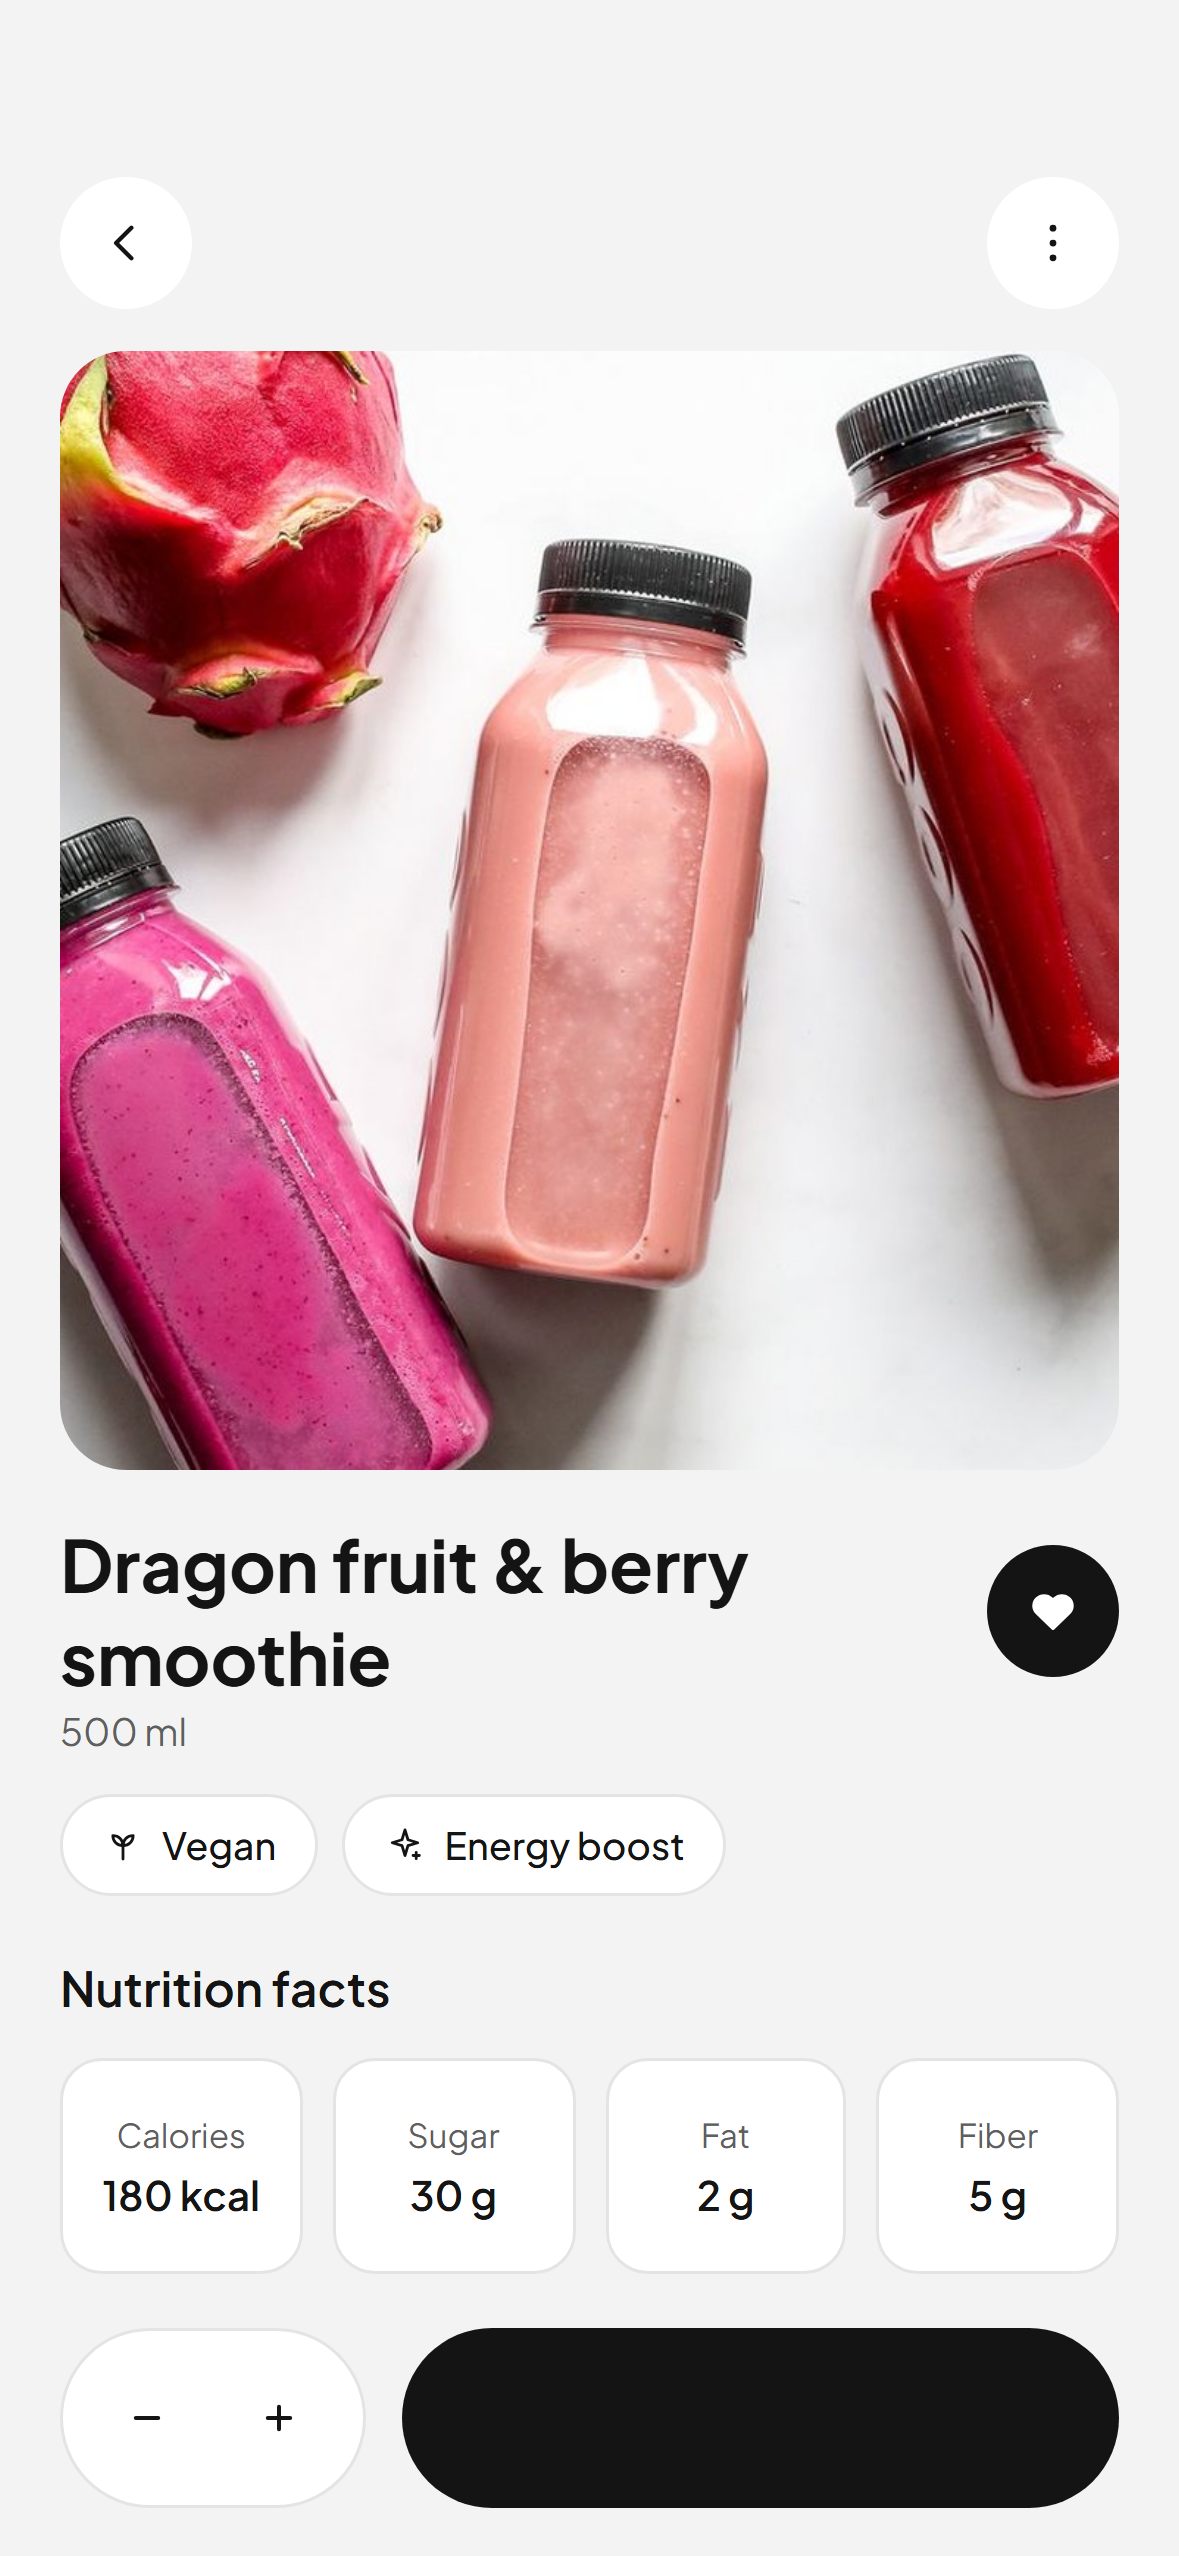 Dragon fruit & berry
smoothie
500 ml
Vegan
Energy boost
Nutrition facts
Calories
180 kcal
Sugar
30 g
Fat
2 g
Fiber
5 g